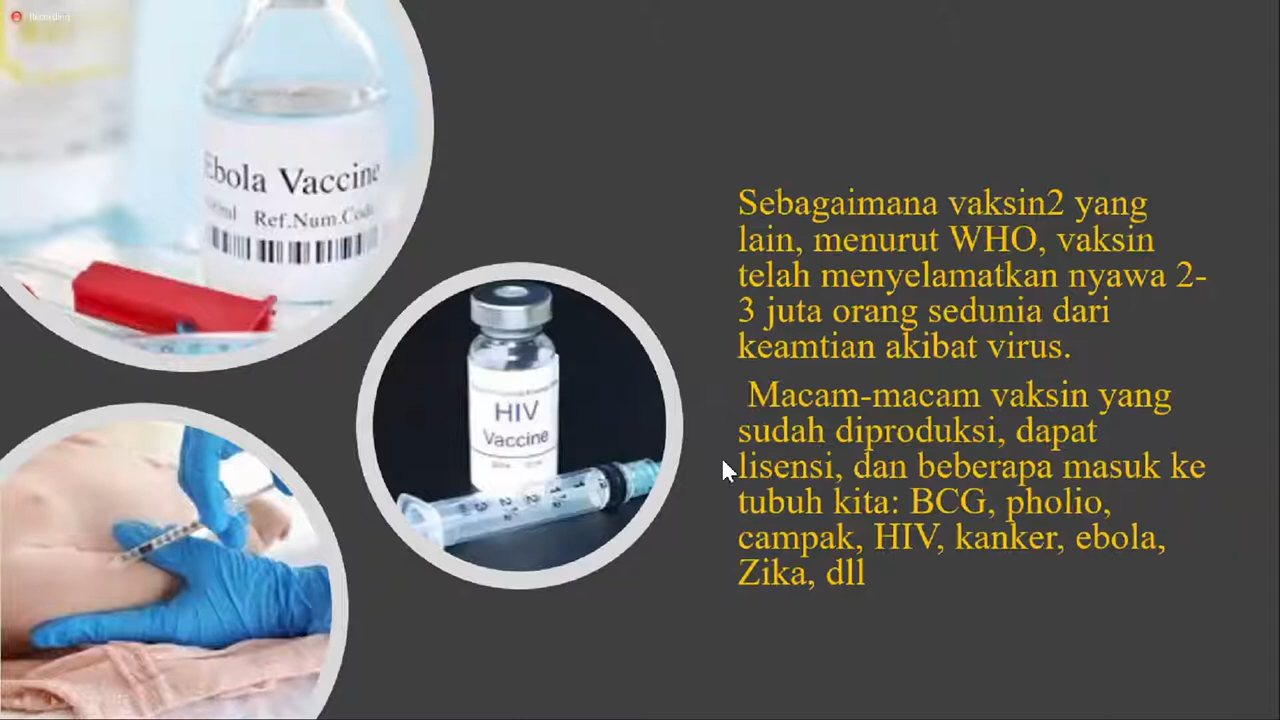 Recording
Ebola Vaccine
Ref.Num.Code
HIV
Vaccine
Sebagaimana vaksin2 yang
lain, menurut WHO, vaksin
telah menyelamatkan nyawa 2-
3 juta orang sedunia dari
keamtian akibat virus.
Macam-macam vaksin yang
sudah diproduksi, dapat
lisensi, dan beberapa masuk ke
tubuh kita: BCG, pholio,
campak, HIV, kanker, ebola,
Zika, dll